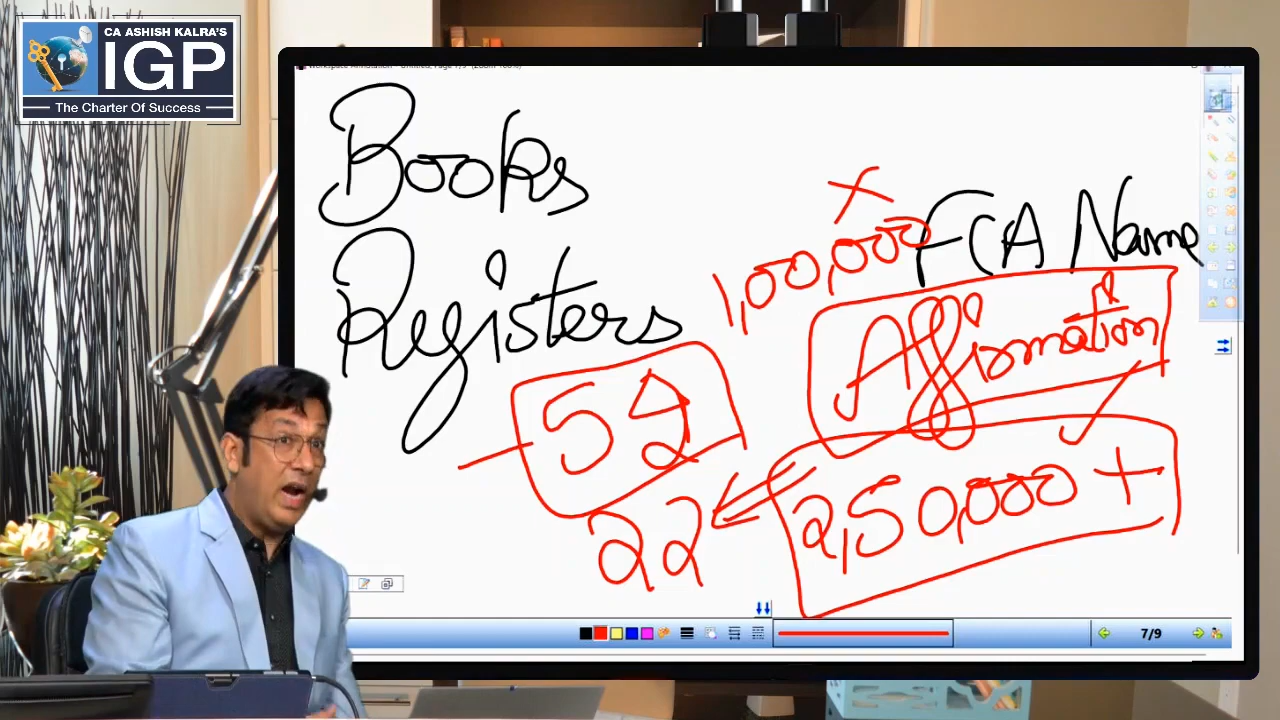 CA ASHISH KALRA'S
IGP
The Charter Of Success
Books
Registers
1,00,000
FCA Name
Affirmation
52
22
2,50,000 +
7/9